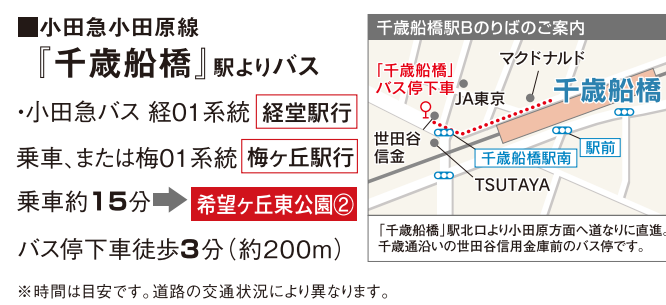 ■小田急小田原線
『千歳船橋』駅よりバス
・小田急バス 経01系統 経堂駅行
乗車、または梅01系統 梅ヶ丘駅行
乗車約15分 希望ヶ丘東公園②
バス停下車徒歩3分（約200m）
※時間は目安です。道路の交通状況により異なります。
千歳船橋駅Bのりばのご案内
マクドナルド
「千歳船橋」
バス停下車
JA東京
千歳船橋
世田谷
信金
千歳船橋駅南
駅前
TSUTAYA
「千歳船橋」駅北口より小田原方面へ道なりに直進。
千歳通沿いの世田谷信用金庫前のバス停です。